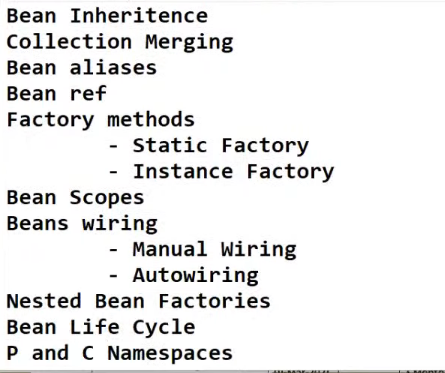 Bean Inheritence
Collection Merging
Bean aliases
Bean ref
Factory methods
- Static Factory
- Instance Factory
Bean Scopes
Beans wiring
- Manual Wiring
- Autowiring
Nested Bean Factories
Bean Life Cycle
P and C Namespaces